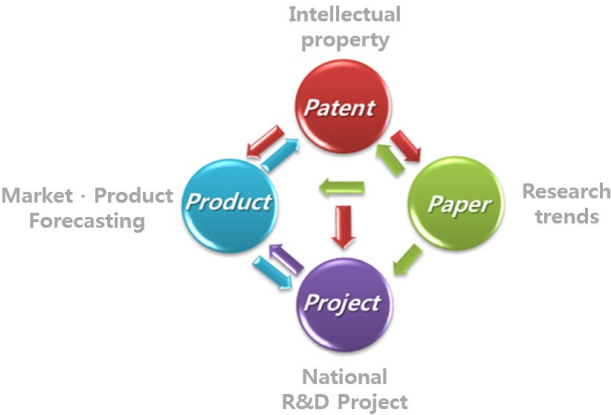 Intellectual
property
Patent
Market · Product
Forecasting
Product
Paper
Research
trends
Project
National
R&D Project